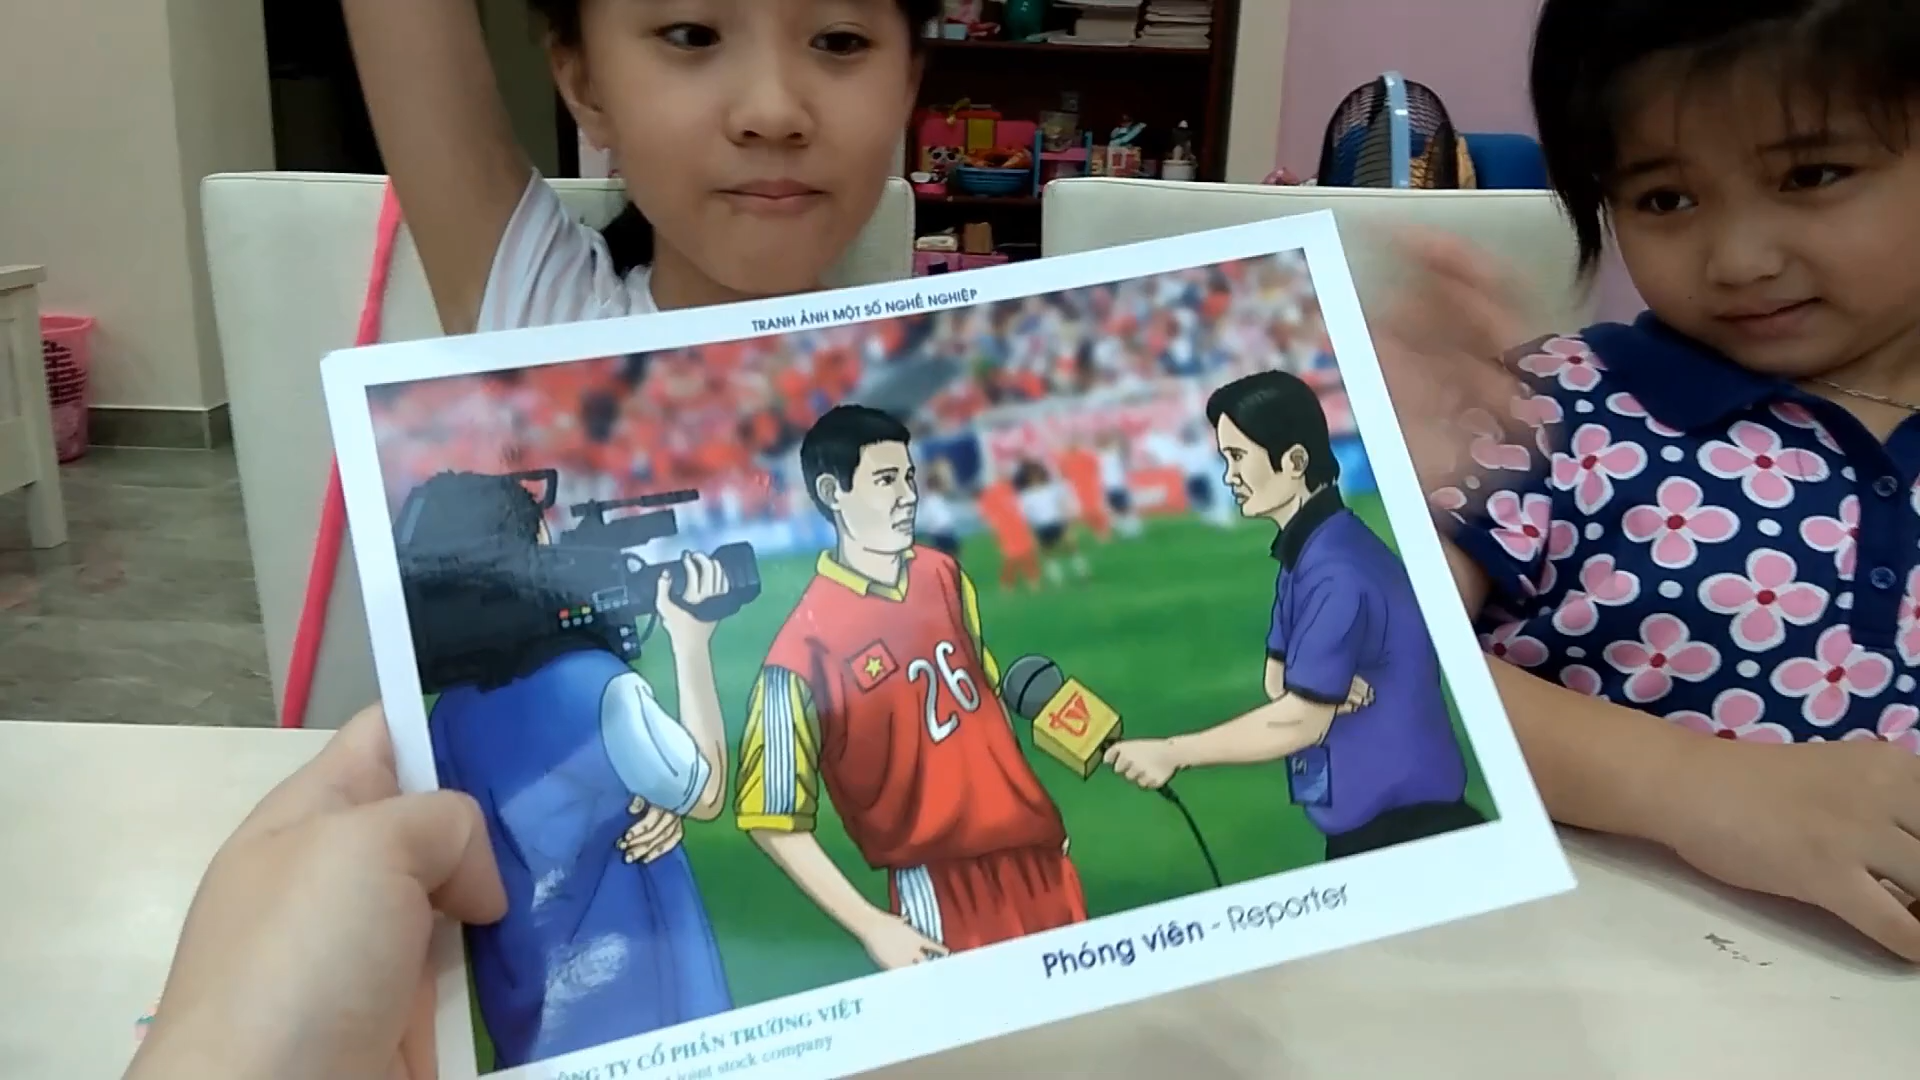 TRANH ẢNH MỘT SỐ NGHỀ NGHIỆP
26
tv
Phóng viên - Reporter
CÔNG TY CỔ PHẦN TRƯỜNG VIỆT
joint stock company